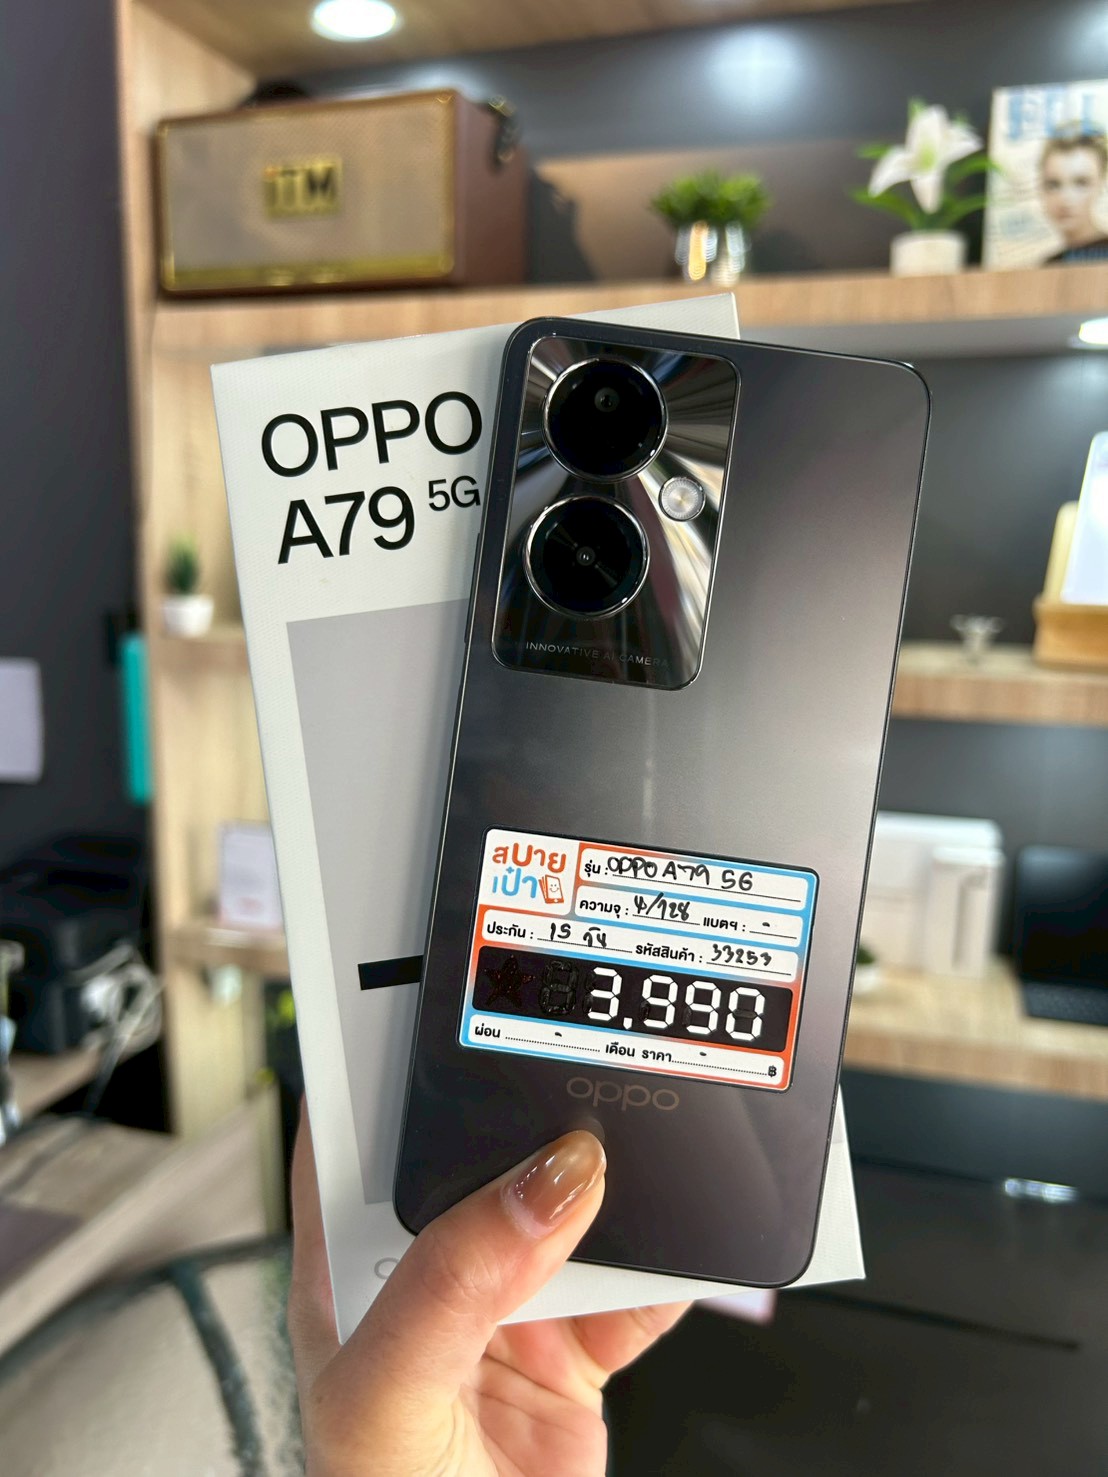 iTM
OPPO
A79 5G
INNOVATIVE AI CAMERA
สบาย
เป๋า
รุ่น : OPPO A79 5G
ความจุ : 4/128 แบตฯ : -
ประกัน : 15 วัน รหัสสินค้า : 33253
3.990
ผ่อน - เดือน ราคา - ฿
oppo